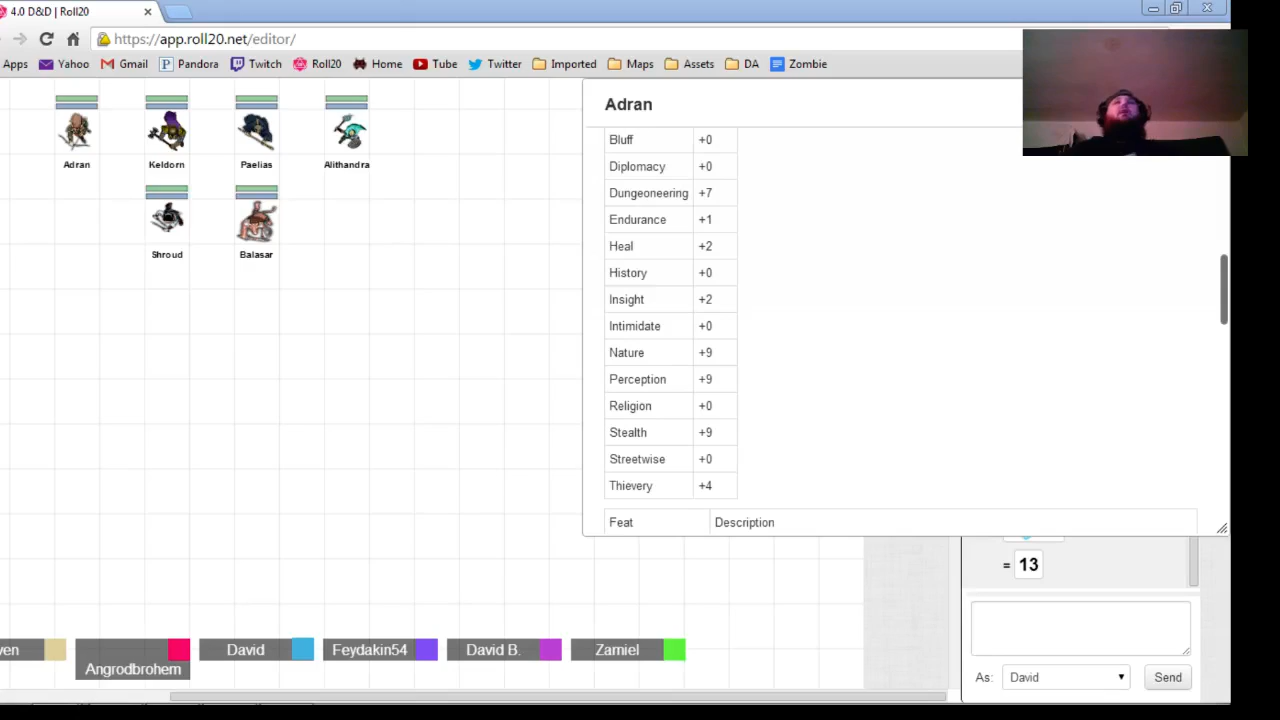 4.0 D&D | Roll20
https://app.roll20.net/editor/
Apps Yahoo Gmail Pandora Twitch Roll20 Home Tube Twitter Imported Maps Assets DA Zombie
Adran Keldorn Paelias Alithandra
Shroud Balasar
Adran
Bluff +0
Diplomacy +0
Dungeoneering +7
Endurance +1
Heal +2
History +0
Insight +2
Intimidate +0
Nature +9
Perception +9
Religion +0
Stealth +9
Streetwise +0
Thievery +4
Feat Description
= 13
ven Angrodbrohem David Feydakin54 David B. Zamiel
As: David Send